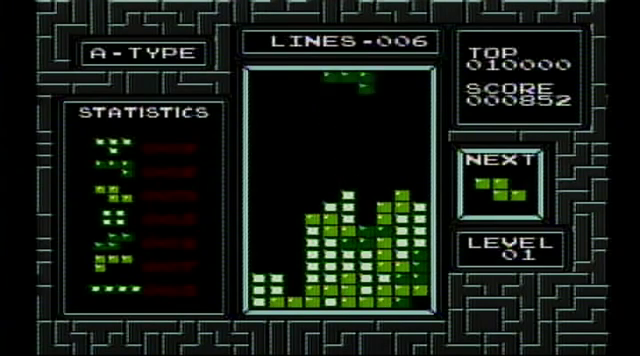 A-TYPE
LINES-006
TOP
010000
SCORE
000852
STATISTICS
NEXT
LEVEL
01